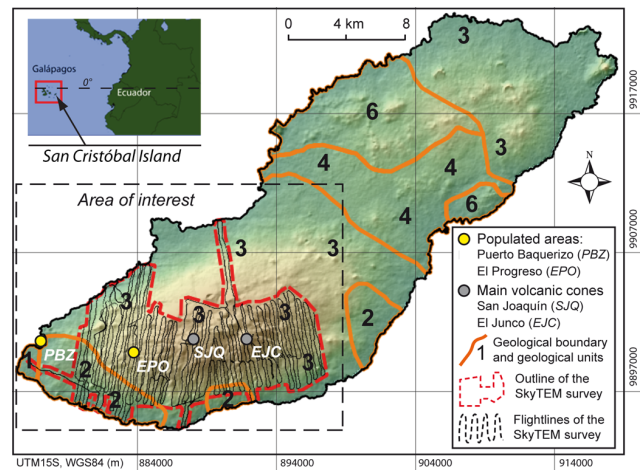 0 4 km 8
Galápagos
0°
Ecuador
San Cristóbal Island
Area of interest
3
6
3
4
4
6
4
3
3
2
3
3
3
3
PBZ
EPO
SJQ
EJC
1
2
2
2
Populated areas:
Puerto Baquerizo (PBZ)
El Progreso (EPO)
Main volcanic cones
San Joaquín (SJQ)
El Junco (EJC)
1 Geological boundary
and geological units
Outline of the
SkyTEM survey
Flightlines of the
SkyTEM survey
N
9917000
9907000
9897000
UTM15S, WGS84 (m)
884000
894000
904000
914000